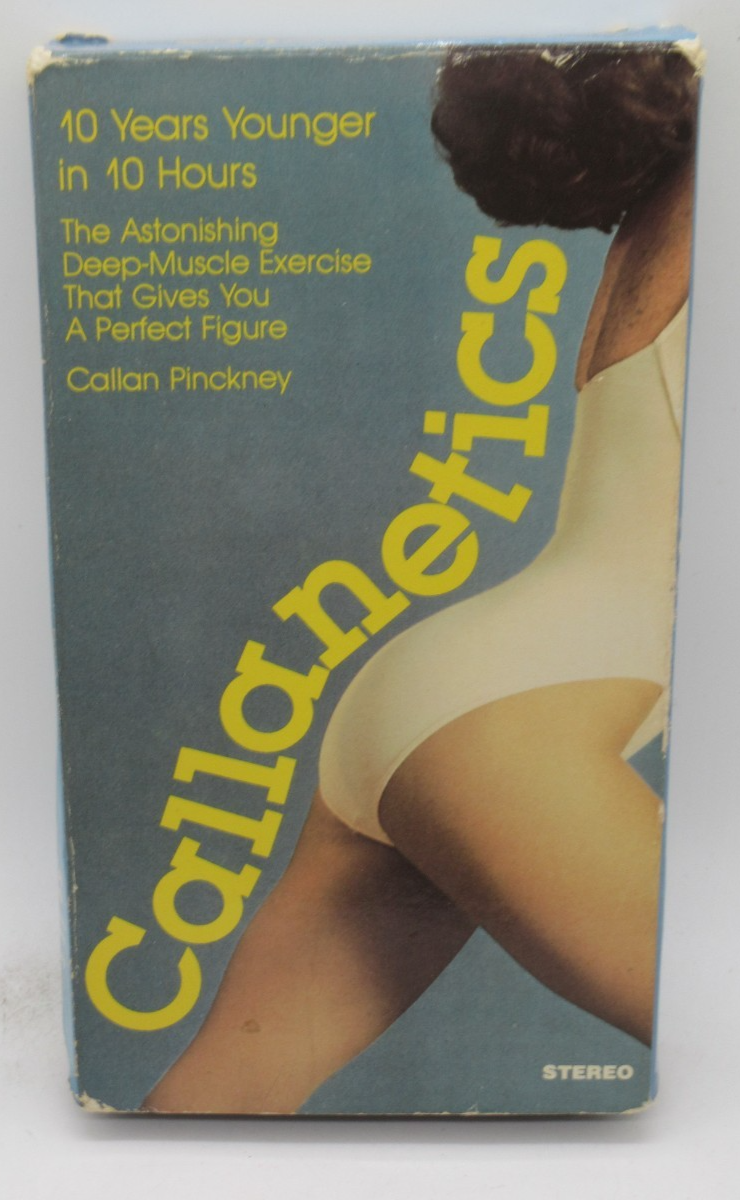 10 Years Younger
in 10 Hours
The Astonishing
Deep-Muscle Exercise
That Gives You
A Perfect Figure
Callan Pinckney
Callanetics
STEREO